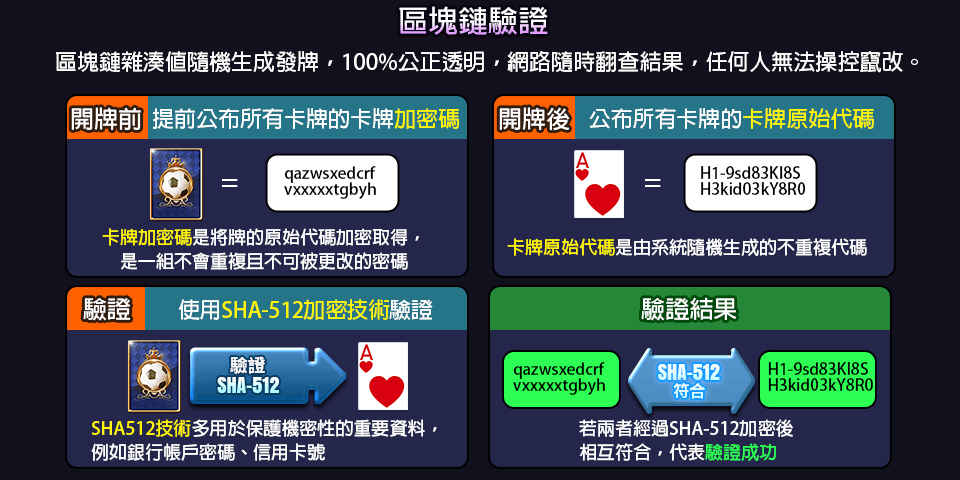 區塊鏈驗證
區塊鏈雜湊值隨機生成發牌，100%公正透明，網路隨時翻查結果，任何人無法操控竄改。
開牌前 提前公布所有卡牌的卡牌加密碼
=
qazwsxedcrf
vxxxxxtgbyh
卡牌加密碼是將牌的原始代碼加密取得，
是一組不會重複且不可被更改的密碼
開牌後 公布所有卡牌的卡牌原始代碼
A
=
H1-9sd83KI8S
H3kid03kY8R0
卡牌原始代碼是由系統隨機生成的不重複代碼
驗證 使用SHA-512加密技術驗證
驗證
SHA-512
A
SHA512技術多用於保護機密性的重要資料，
例如銀行帳戶密碼、信用卡號
驗證結果
qazwsxedcrf
vxxxxxtgbyh
SHA-512
符合
H1-9sd83KI8S
H3kid03kY8R0
若兩者經過SHA-512加密後
相互符合，代表驗證成功